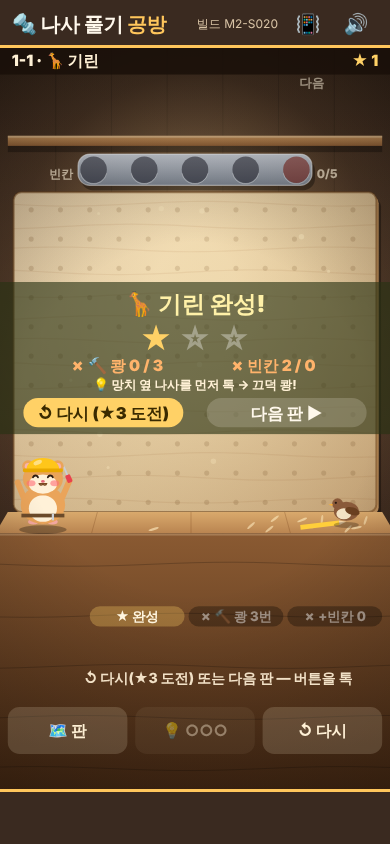 나사 풀기 공방 빌드 M2-S020
1-1 · 기린 ★ 1
다음
빈칸 0/5
기린 완성!
× 쾅 0 / 3 × 빈칸 2 / 0
망치 옆 나사를 먼저 톡 → 끄덕 쾅!
↺ 다시 (★3 도전) 다음 판 ▶
★ 완성 × 쾅 3번 × +빈칸 0
↺ 다시(★3 도전) 또는 다음 판 — 버튼을 톡
판 ↺ 다시